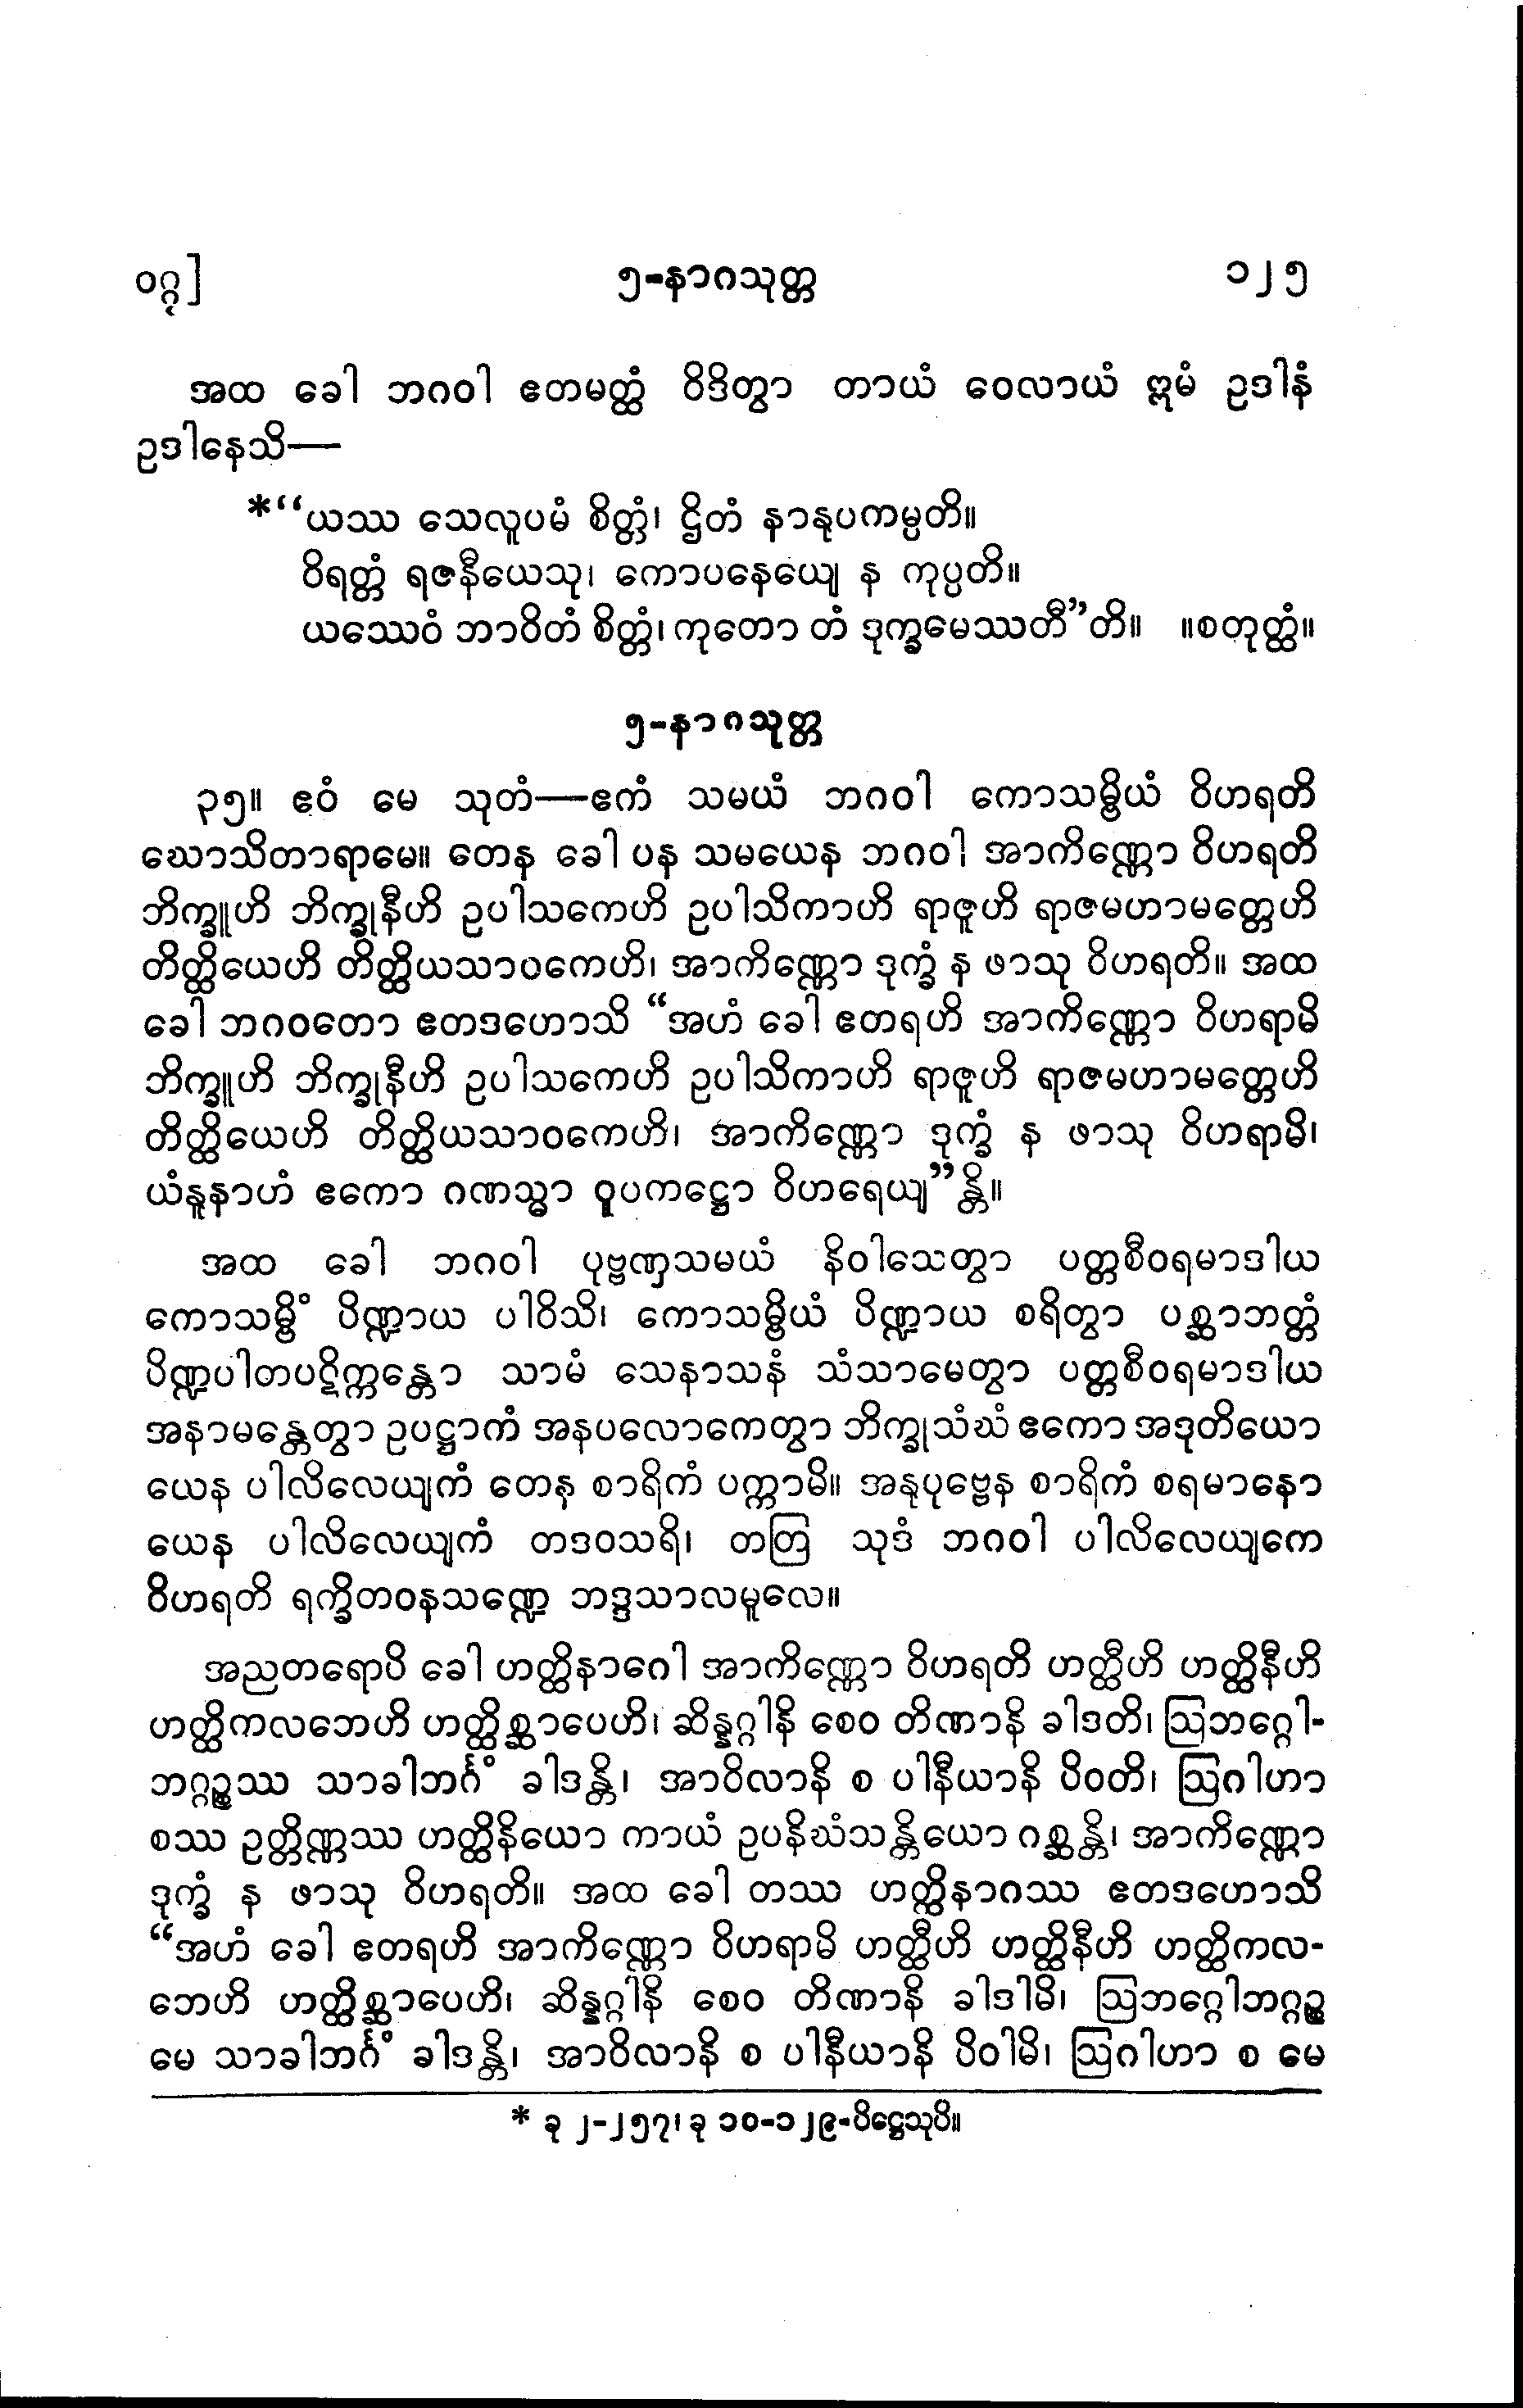 ဝဂ္ဂ]
၅-နာဂသုတ္တ
၁၂၅
အထ ခေါ ဘဂဝါ ဧတမတ္ထံ ဝိဒိတွာ တာယံ ဝေလာယံ ဣမံ ဥဒါနံ
ဥဒါနေသိ—
*“ယဿ သေလူပမံ စိတ္တံ၊ ဌိတံ နာနုပကမ္ပတိ။
ဝိရတ္တံ ရဇနီယေသု၊ ကောပနေယျေ န ကုပ္ပတိ။
ယဿေဝံ ဘာဝိတံ စိတ္တံ၊ ကုတော တံ ဒုက္ခမေဿတီ”တိ။ ။စတုတ္ထံ။
၅-နာဂသုတ္တ
၃၅။ ဧဝံ မေ သုတံ—ဧကံ သမယံ ဘဂဝါ ကောသမ္ဗိယံ ဝိဟရတိ
ဃောသိတာရာမေ။ တေန ခေါ ပန သမယေန ဘဂဝါ အာကိဏ္ဏော ဝိဟရတိ
ဘိက္ခူဟိ ဘိက္ခုနီဟိ ဥပါသကေဟိ ဥပါသိကာဟိ ရာဇူဟိ ရာဇမဟာမတ္တေဟိ
တိတ္ထိယေဟိ တိတ္ထိယသာဝကေဟိ၊ အာကိဏ္ဏော ဒုက္ခံ န ဖာသု ဝိဟရတိ။ အထ
ခေါ ဘဂဝတော ဧတဒဟောသိ “အဟံ ခေါ ဧတရဟိ အာကိဏ္ဏော ဝိဟရာမိ
ဘိက္ခူဟိ ဘိက္ခုနီဟိ ဥပါသကေဟိ ဥပါသိကာဟိ ရာဇူဟိ ရာဇမဟာမတ္တေဟိ
တိတ္ထိယေဟိ တိတ္ထိယသာဝကေဟိ၊ အာကိဏ္ဏော ဒုက္ခံ န ဖာသု ဝိဟရာမိ၊
ယံနူနာဟံ ဧကော ဂဏသ္မာ ဝူပကဋ္ဌော ဝိဟရေယျ”န္တိ။
အထ ခေါ ဘဂဝါ ပုဗ္ဗဏှသမယံ နိဝါသေတွာ ပတ္တစီဝရမာဒါယ
ကောသမ္ဗိံ ပိဏ္ဍာယ ပါဝိသိ၊ ကောသမ္ဗိယံ ပိဏ္ဍာယ စရိတွာ ပစ္ဆာဘတ္တံ
ပိဏ္ဍပါတပဋိက္ကန္တော သာမံ သေနာသနံ သံသာမေတွာ ပတ္တစီဝရမာဒါယ
အနာမန္တေတွာ ဥပဋ္ဌာကံ အနပလောကေတွာ ဘိက္ခုသံဃံ ဧကော အဒုတိယော
ယေန ပါလိလေယျကံ တေန စာရိကံ ပက္ကာမိ။ အနုပုဗ္ဗေန စာရိကံ စရမာနော
ယေန ပါလိလေယျကံ တဒဝသရိ၊ တတြ သုဒံ ဘဂဝါ ပါလိလေယျကေ
ဝိဟရတိ ရက္ခိတဝနသဏ္ဍေ ဘဒ္ဒသာလမူလေ။
အညတရောပိ ခေါ ဟတ္ထိနာဂေါ အာကိဏ္ဏော ဝိဟရတိ ဟတ္ထီဟိ ဟတ္ထိနီဟိ
ဟတ္ထိကလဘေဟိ ဟတ္ထိစ္ဆာပေဟိ၊ ဆိန္နဂ္ဂါနိ စေဝ တိဏာနိ ခါဒတိ၊ ဩဘဂ္ဂေါ-
ဘဂ္ဂဉ္စဿ သာခါဘင်္ဂံ ခါဒန္တိ၊ အာဝိလာနိ စ ပါနီယာနိ ပိဝတိ၊ ဩဂါဟာ
စဿ ဥတ္တိဏ္ဏဿ ဟတ္ထိနိယော ကာယံ ဥပနိဃံသန္တိယော ဂစ္ဆန္တိ၊ အာကိဏ္ဏော
ဒုက္ခံ န ဖာသု ဝိဟရတိ။ အထ ခေါ တဿ ဟတ္ထိနာဂဿ ဧတဒဟောသိ
“အဟံ ခေါ ဧတရဟိ အာကိဏ္ဏော ဝိဟရာမိ ဟတ္ထီဟိ ဟတ္ထိနီဟိ ဟတ္ထိကလ-
ဘေဟိ ဟတ္ထိစ္ဆာပေဟိ၊ ဆိန္နဂ္ဂါနိ စေဝ တိဏာနိ ခါဒါမိ၊ ဩဘဂ္ဂေါဘဂ္ဂဉ္စ
မေ သာခါဘင်္ဂံ ခါဒန္တိ၊ အာဝိလာနိ စ ပါနီယာနိ ပိဝါမိ၊ ဩဂါဟာ စ မေ
* ခု ၂-၂၅၇၊ ခု ၁၀-၁၂၉-ပိဋ္ဌေသုပိ။